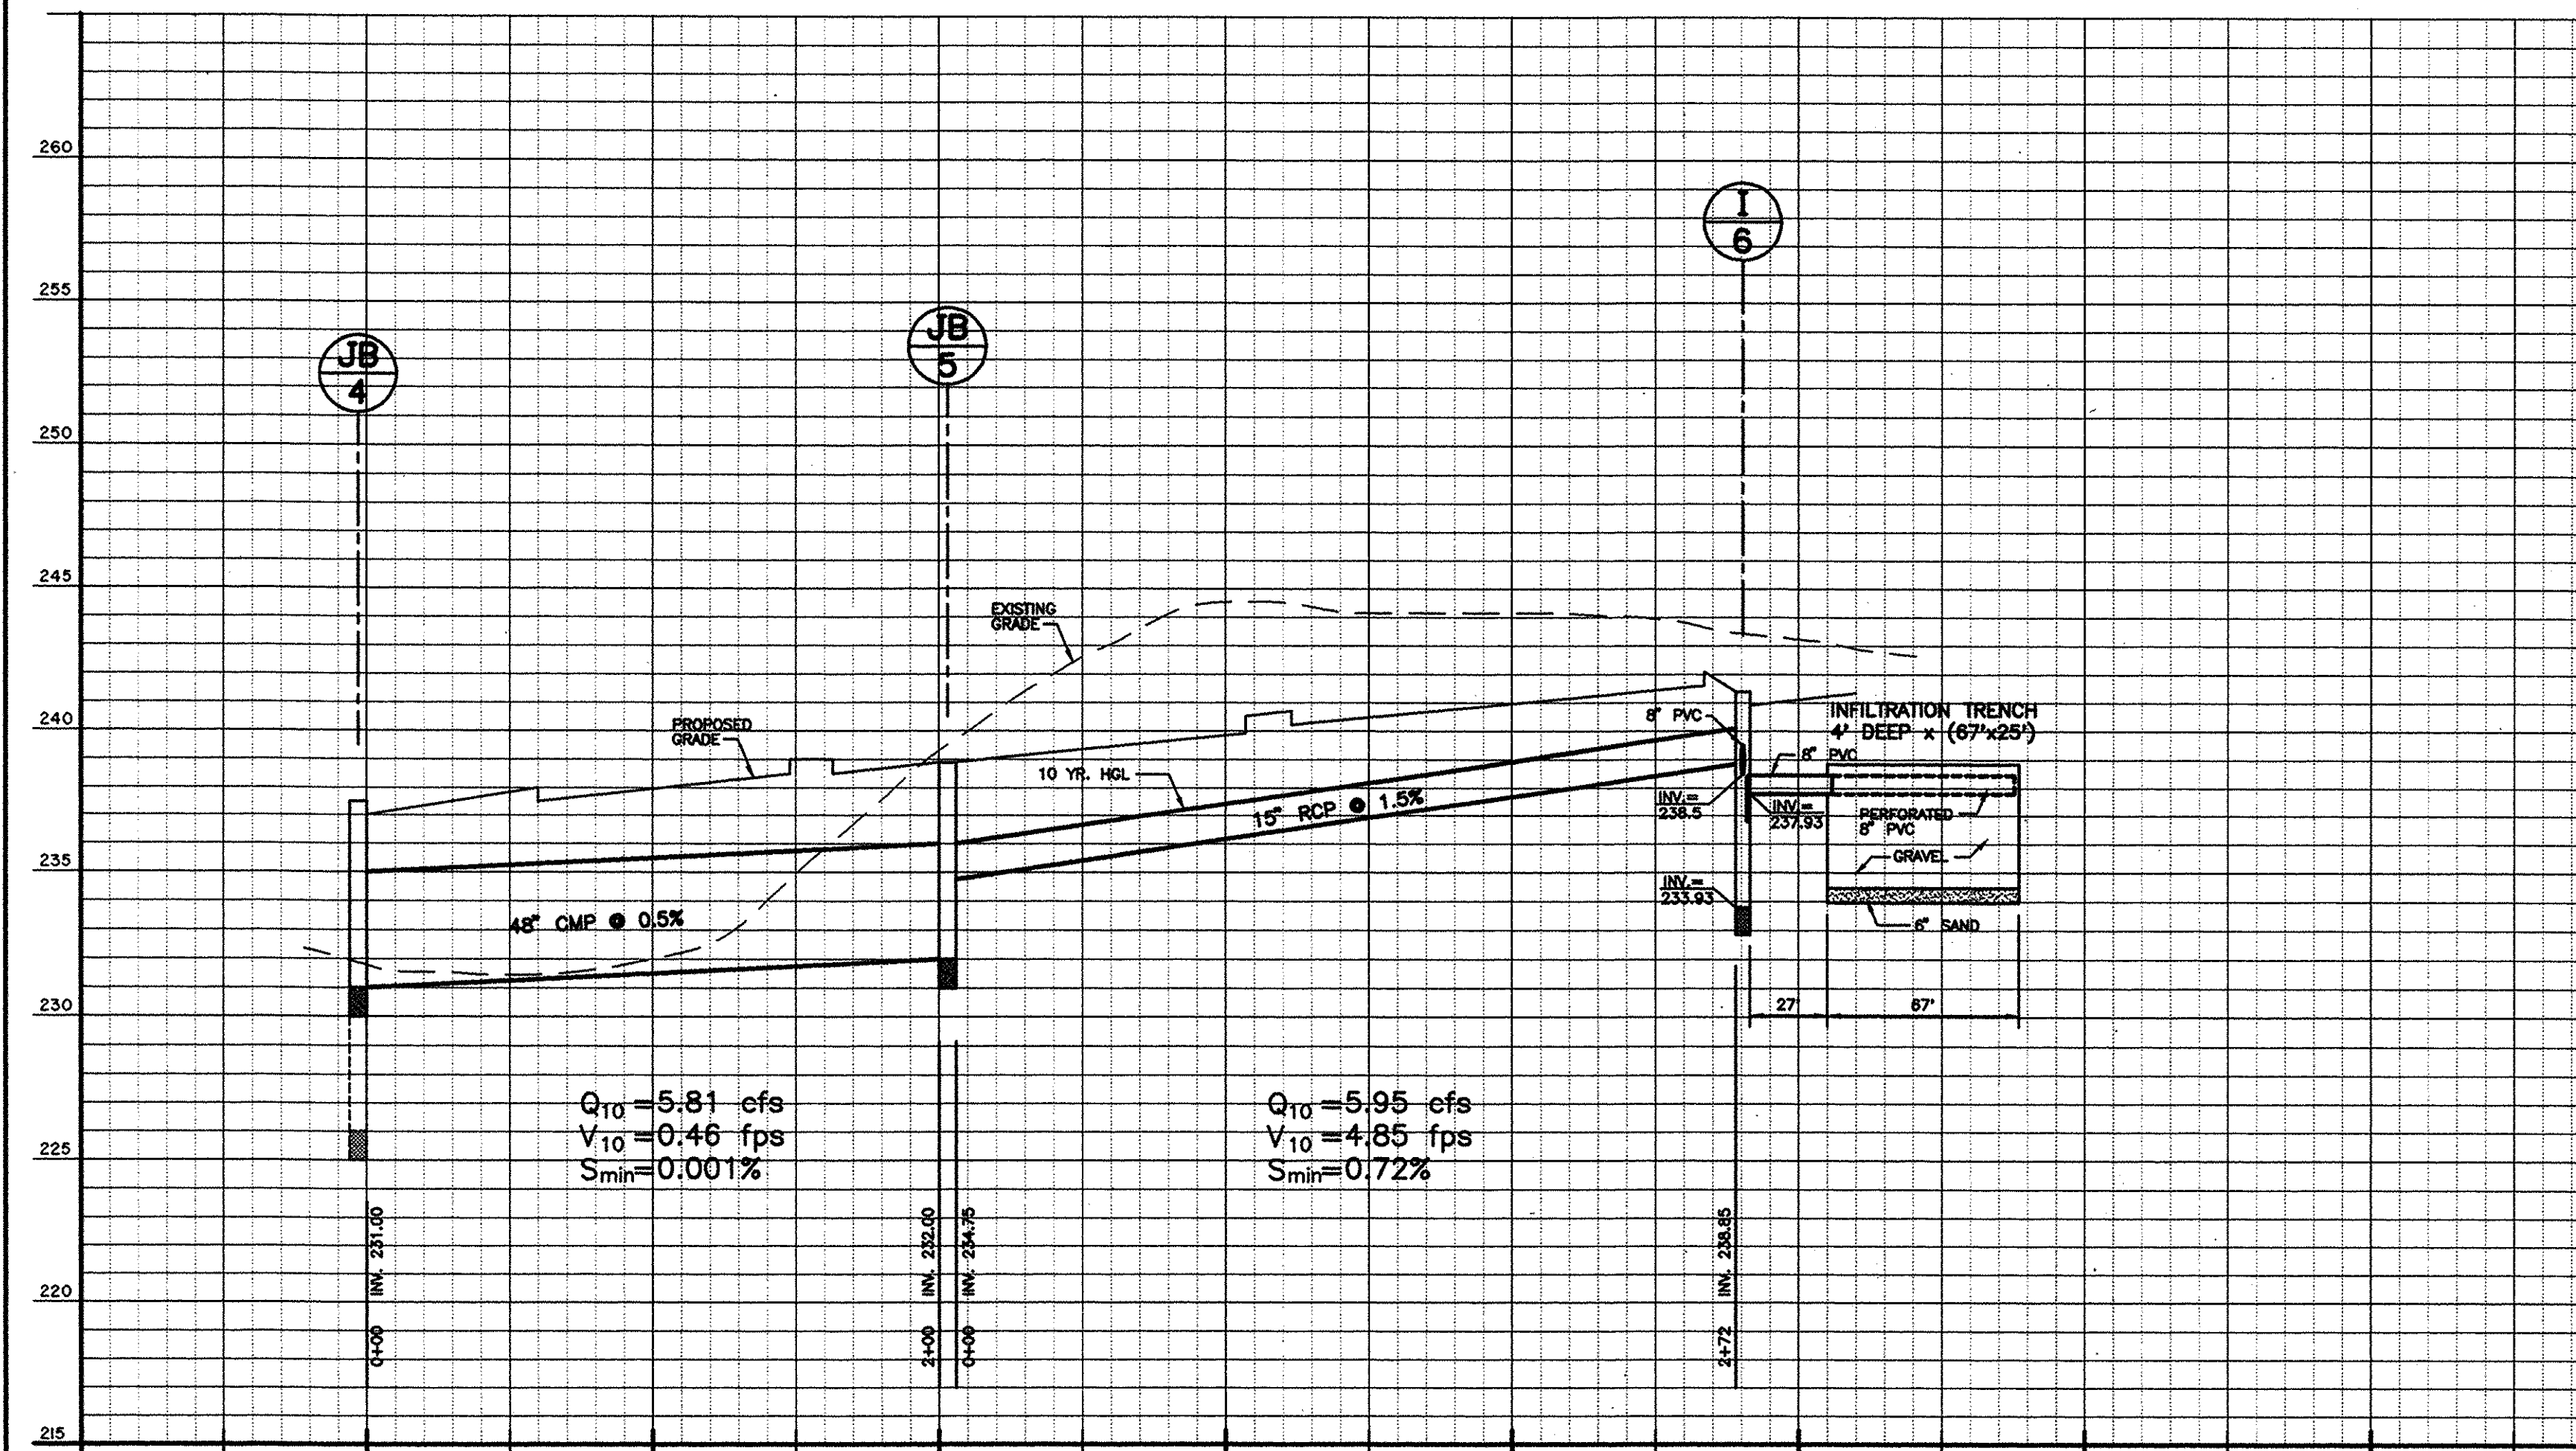 260
255
250
245
240
235
230
225
220
215
JB
4
JB
5
I
6
EXISTING
GRADE
PROPOSED
GRADE
10 YR. HGL
8" PVC
INFILTRATION TRENCH
4' DEEP x (67'x25')
8" PVC
15" RCP @ 1.5%
INV.=
238.5
INV.=
237.93
PERFORATED
8" PVC
GRAVEL
INV.=
233.93
6" SAND
48" CMP @ 0.5%
27'
67'
Q10 =5.81 cfs
V10 =0.46 fps
Smin=0.001%
Q10 =5.95 cfs
V10 =4.85 fps
Smin=0.72%
0+00 INV. 231.00
2+00 INV. 232.00
0+00 INV. 234.75
2+72 INV. 238.85